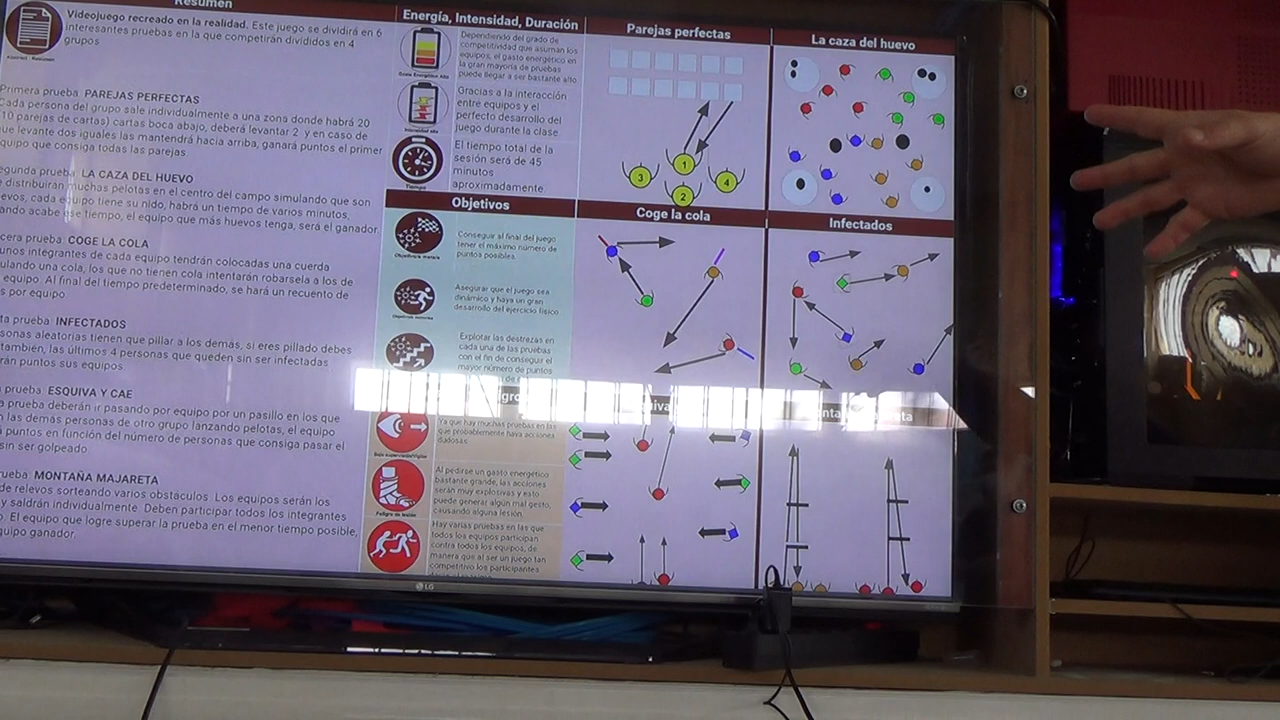 Resumen
Videojuego recreado en la realidad. Este juego se dividirá en 6
interesantes pruebas en la que competirán divididos en 4
grupos.
Abstract - Resumen
Primera prueba: PAREJAS PERFECTAS
Cada persona del grupo sale individualmente a una zona donde habrá 20
(10 parejas de cartas) cartas boca abajo, deberá levantar 2 y en caso de
que levante dos iguales las mantendrá hacia arriba, ganará puntos el primer
equipo que consiga todas las parejas.
egunda prueba: LA CAZA DEL HUEVO
e distribuirán muchas pelotas en el centro del campo simulando que son
evos, cada equipo tiene su nido, habrá un tiempo de varios minutos,
ando acabe ese tiempo, el equipo que más huevos tenga, será el ganador.
cera prueba: COGE LA COLA
unos integrantes de cada equipo tendrán colocadas una cuerda
ulando una cola, los que no tienen cola intentarán robarsela a los de
equipo. Al final del tiempo predeterminado, se hará un recuento de
s por equipo.
ta prueba: INFECTADOS
sonas aleatorias tienen que pillar a los demás, si eres pillado debes
también, las últimos 4 personas que queden sin ser infectadas
rán puntos sus equipos.
a prueba: ESQUIVA Y CAE
a prueba deberán ir pasando por equipo por un pasillo en los que
n las demás personas de otro grupo lanzando pelotas, el equipo
á puntos en función del número de personas que consiga pasar el
sin ser golpeado.
rueba: MONTAÑA MAJARETA
de relevos sorteando varios obstáculos. Los equipos serán los
y saldrán individualmente. Deben participar todos los integrantes
o. El equipo que logre superar la prueba en el menor tiempo posible,
quipo ganador.
Energía, Intensidad, Duración
Dependiendo del grado de
competitividad que asuman los
equipos, el gasto energético en
la gran mayoría de pruebas
puede llegar a ser bastante alto.
Gasto Energético Alto
Gracias a la interacción
entre equipos y el
perfecto desarrollo del
juego durante la clase.
Intensidad alta
El tiempo total de la
sesión será de 45
minutos
aproximadamente.
Tiempo
Objetivos
Conseguir al final del juego
tener el máximo número de
puntos posibles.
Asegurar que el juego sea
dinámico y haya un gran
desarrollo del ejercicio físico.
Explotar las destrezas en
cada una de las pruebas
con el fin de conseguir el
mayor número de puntos
Ya que hay muchas pruebas en las
que probablemente haya acciones
dudosas.
Al pedirse un gasto energético
bastante grande, las acciones
serán muy explosivas y esto
puede generar algún mal gesto,
causando alguna lesión.
Peligro de lesión
Hay varias pruebas en las que
todos los equipos participan
contra todos los equipos, de
manera que al ser un juego tan
competitivo los participantes
Parejas perfectas
1
3
4
2
La caza del huevo
Coge la cola
Infectados
LG